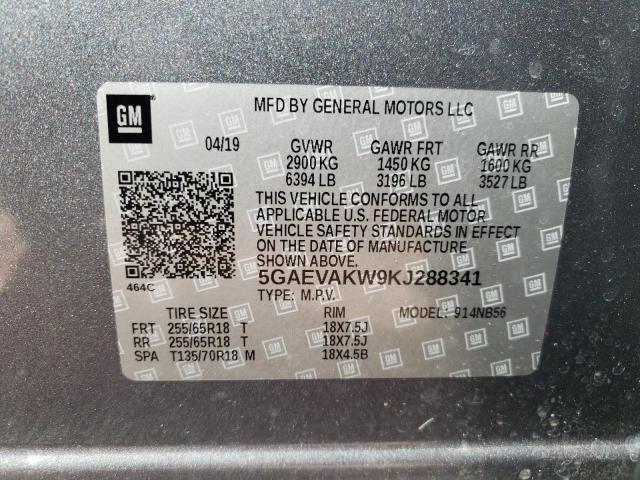 GM
MFD BY GENERAL MOTORS LLC
04/19 GVWR GAWR FRT GAWR RR
2900 KG 1450 KG 1600 KG
6394 LB 3196 LB 3527 LB
THIS VEHICLE CONFORMS TO ALL
APPLICABLE U.S. FEDERAL MOTOR
VEHICLE SAFETY STANDARDS IN EFFECT
ON THE DATE OF MANUFACTURE
SHOWN ABOVE.
464C
5GAEVAKW9KJ288341
TYPE: M.P.V. MODEL: 914NB56
TIRE SIZE RIM
FRT 255/65R18 T 18X7.5J
RR 255/65R18 T 18X7.5J
SPA T135/70R18 M 18X4.5B